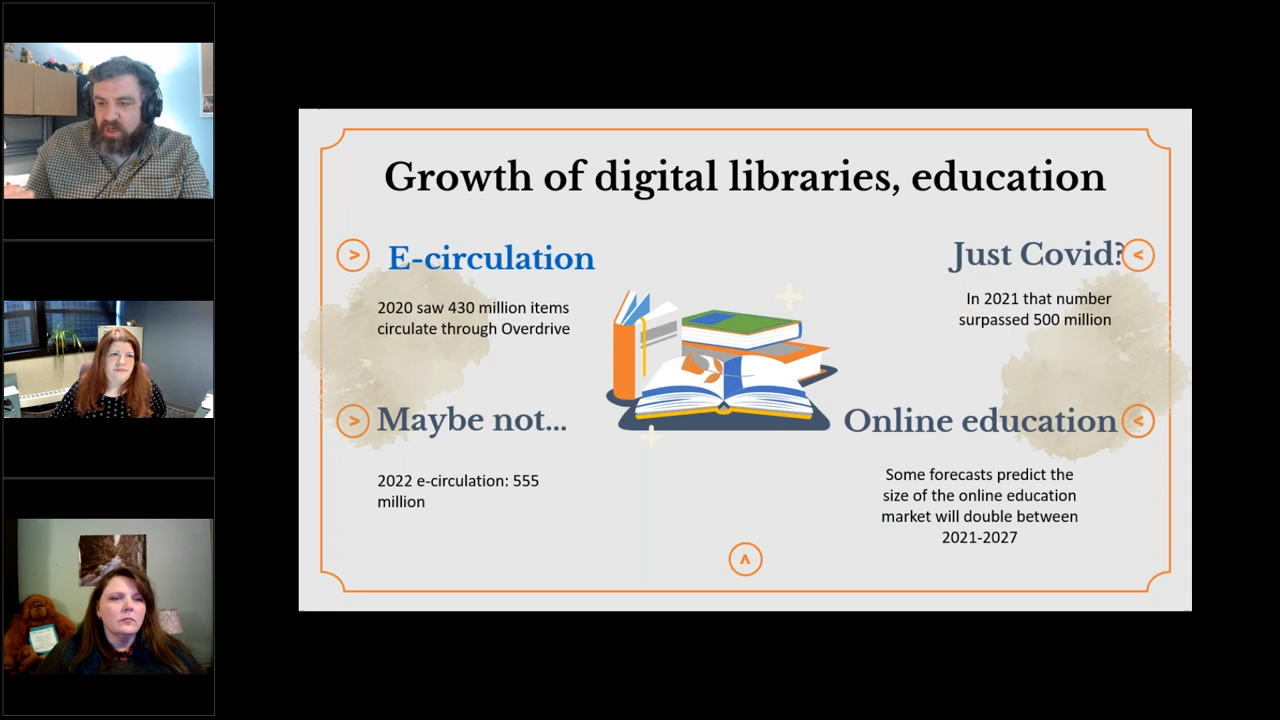 Growth of digital libraries, education
E-circulation
2020 saw 430 million items
circulate through Overdrive
Just Covid?
In 2021 that number
surpassed 500 million
Maybe not...
2022 e-circulation: 555
million
Online education
Some forecasts predict the
size of the online education
market will double between
2021-2027